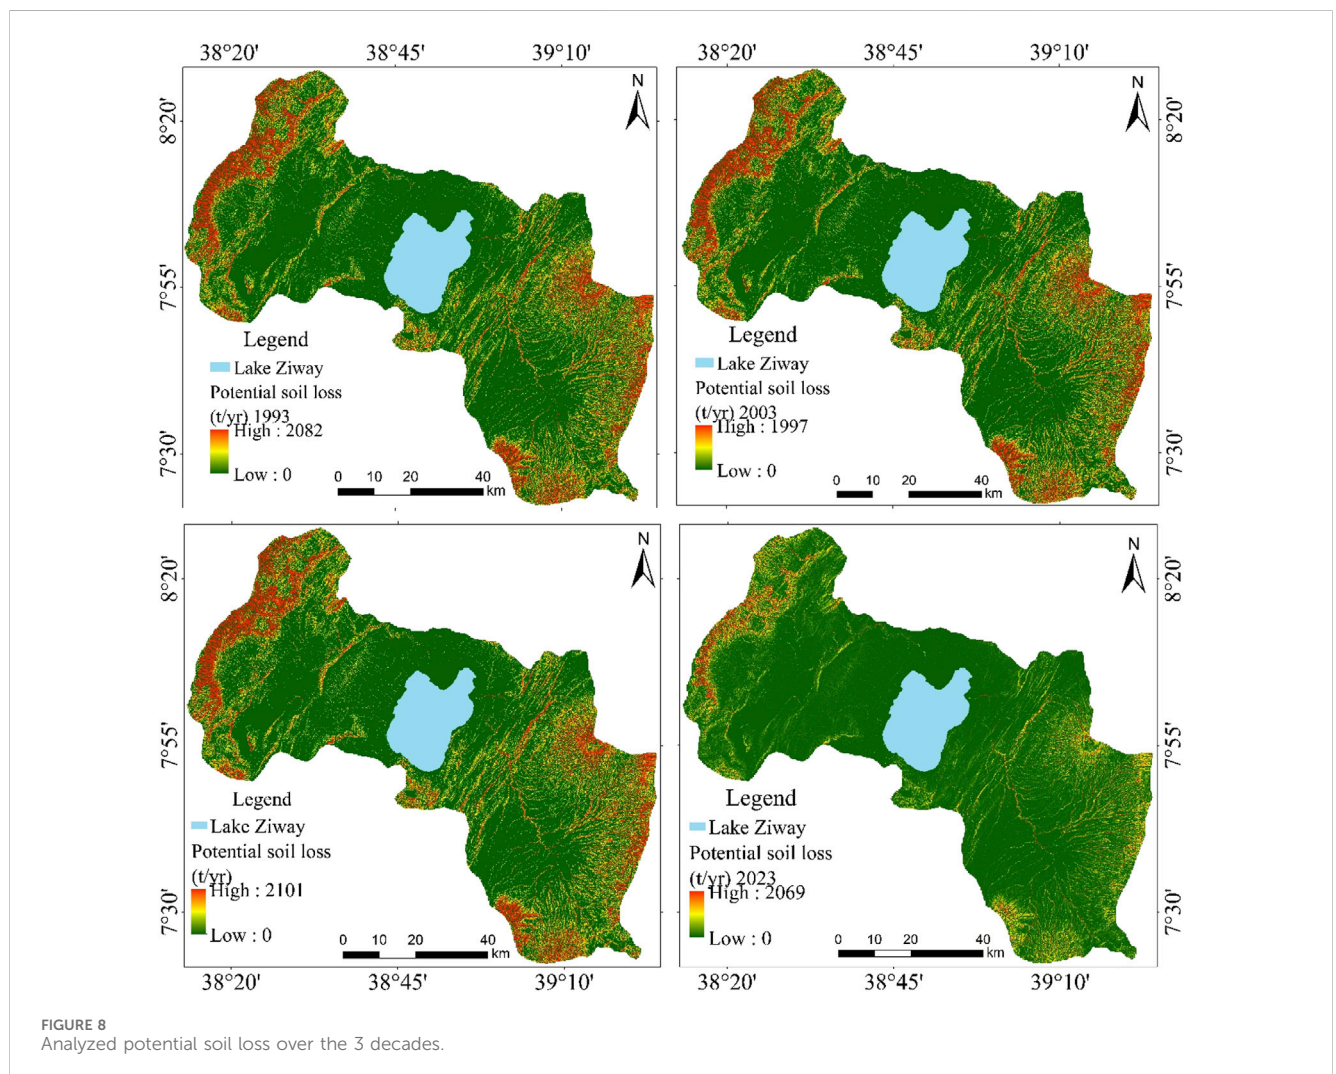 38°20' 38°45' 39°10' 38°20' 39°10'
N
N
8°20'
7°55'
7°30'
8°20'
7°55'
7°30'
Legend
Lake Ziway
Potential soil loss
(t/yr) 1993
High : 2082
Low : 0
0 10 20 40
km
Legend
Lake Ziway
Potential soil loss
(t/yr) 2003
High : 1997
Low : 0
0 10 20 40
km
N
N
8°20'
7°55'
7°30'
8°20'
7°55'
7°30'
Legend
Lake Ziway
Potential soil loss
(t/yr)
High : 2101
Low : 0
0 10 20 40
km
Legend
Lake Ziway
Potential soil loss
(t/yr) 2023
High : 2069
Low : 0
0 10 20 40
km
38°20' 38°45' 39°10' 38°20' 38°45' 39°10'
FIGURE 8
Analyzed potential soil loss over the 3 decades.